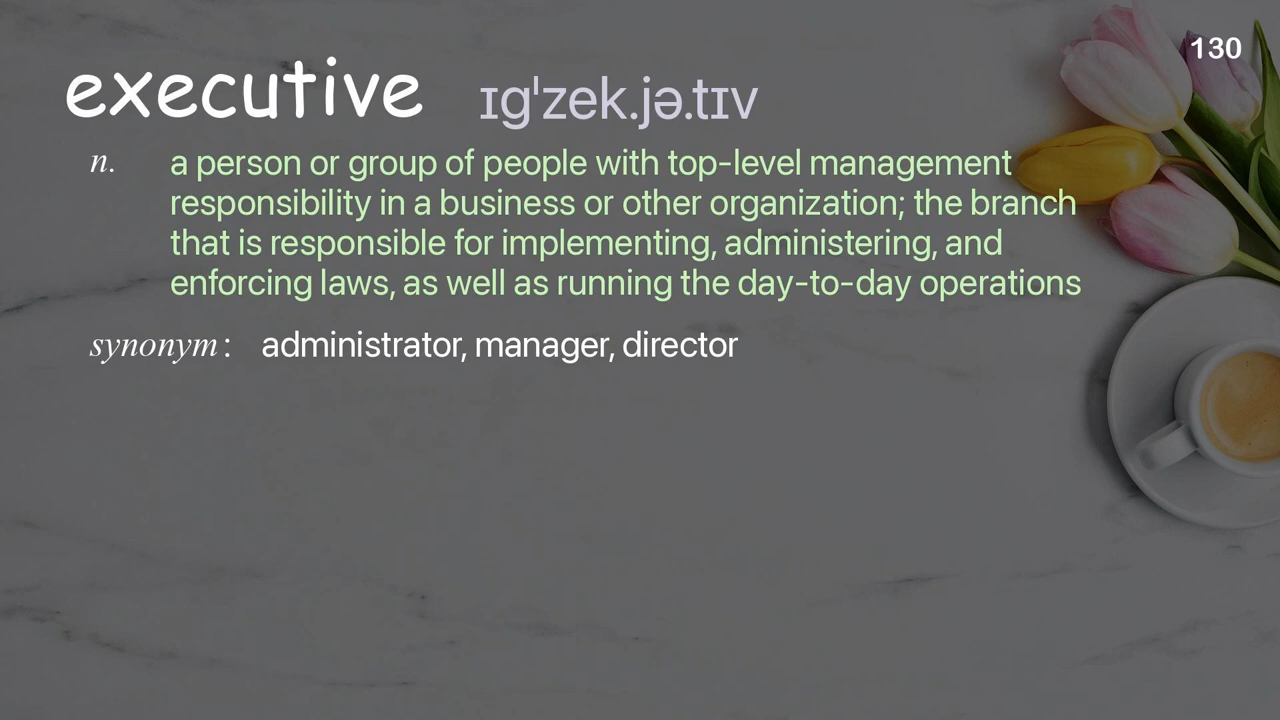 130
executive ɪɡˈzek.jə.tɪv
n. a person or group of people with top-level management
responsibility in a business or other organization; the branch
that is responsible for implementing, administering, and
enforcing laws, as well as running the day-to-day operations
synonym: administrator, manager, director